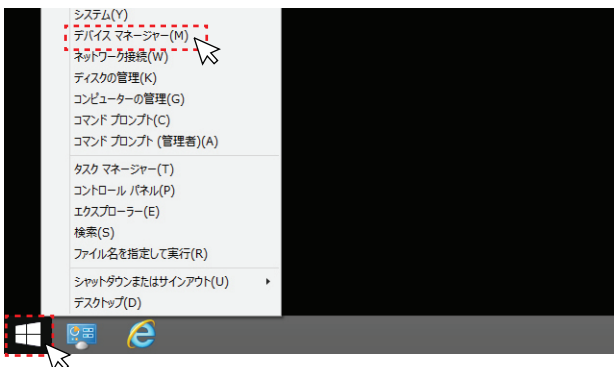 システム(Y)
デバイス マネージャー(M)
ネットワーク接続(W)
ディスクの管理(K)
コンピューターの管理(G)
コマンド プロンプト(C)
コマンド プロンプト (管理者)(A)
タスク マネージャー(T)
コントロール パネル(P)
エクスプローラー(E)
検索(S)
ファイル名を指定して実行(R)
シャットダウンまたはサインアウト(U)
デスクトップ(D)